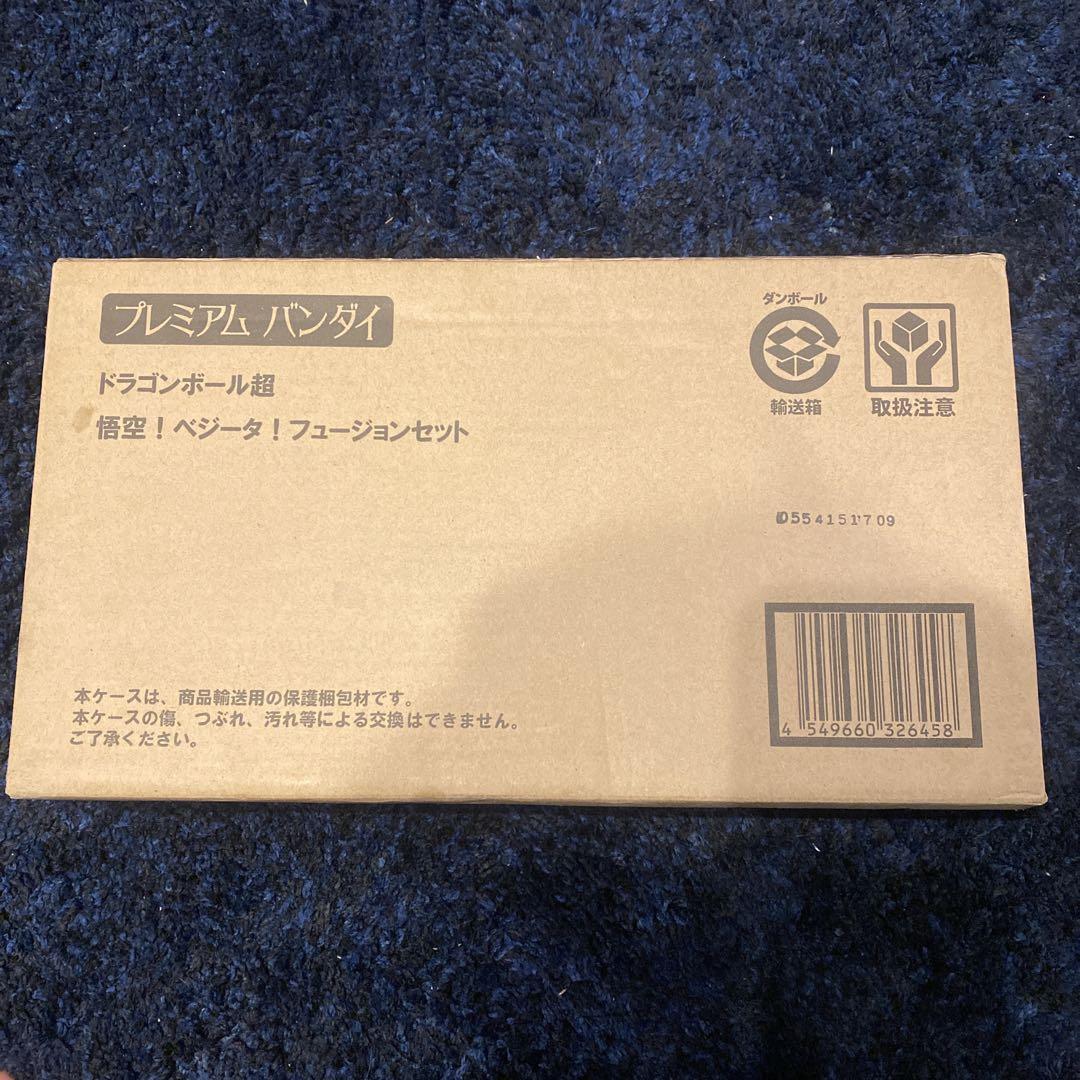 プレミアム バンダイ
ドラゴンボール超
悟空！ベジータ！フュージョンセット
ダンボール
輸送箱
取扱注意
D554151709
本ケースは、商品輸送用の保護梱包材です。
本ケースの傷、つぶれ、汚れ等による交換はできません。
ご了承ください。
4 549660 326458